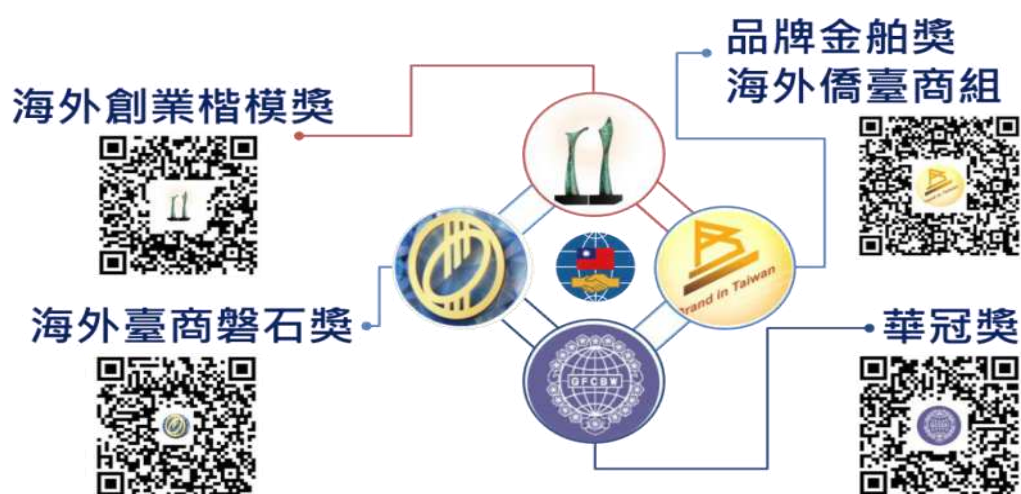 海外創業楷模獎
品牌金舶獎
海外僑臺商組
Brand in Taiwan
海外臺商磐石獎
GFCBW
華冠獎